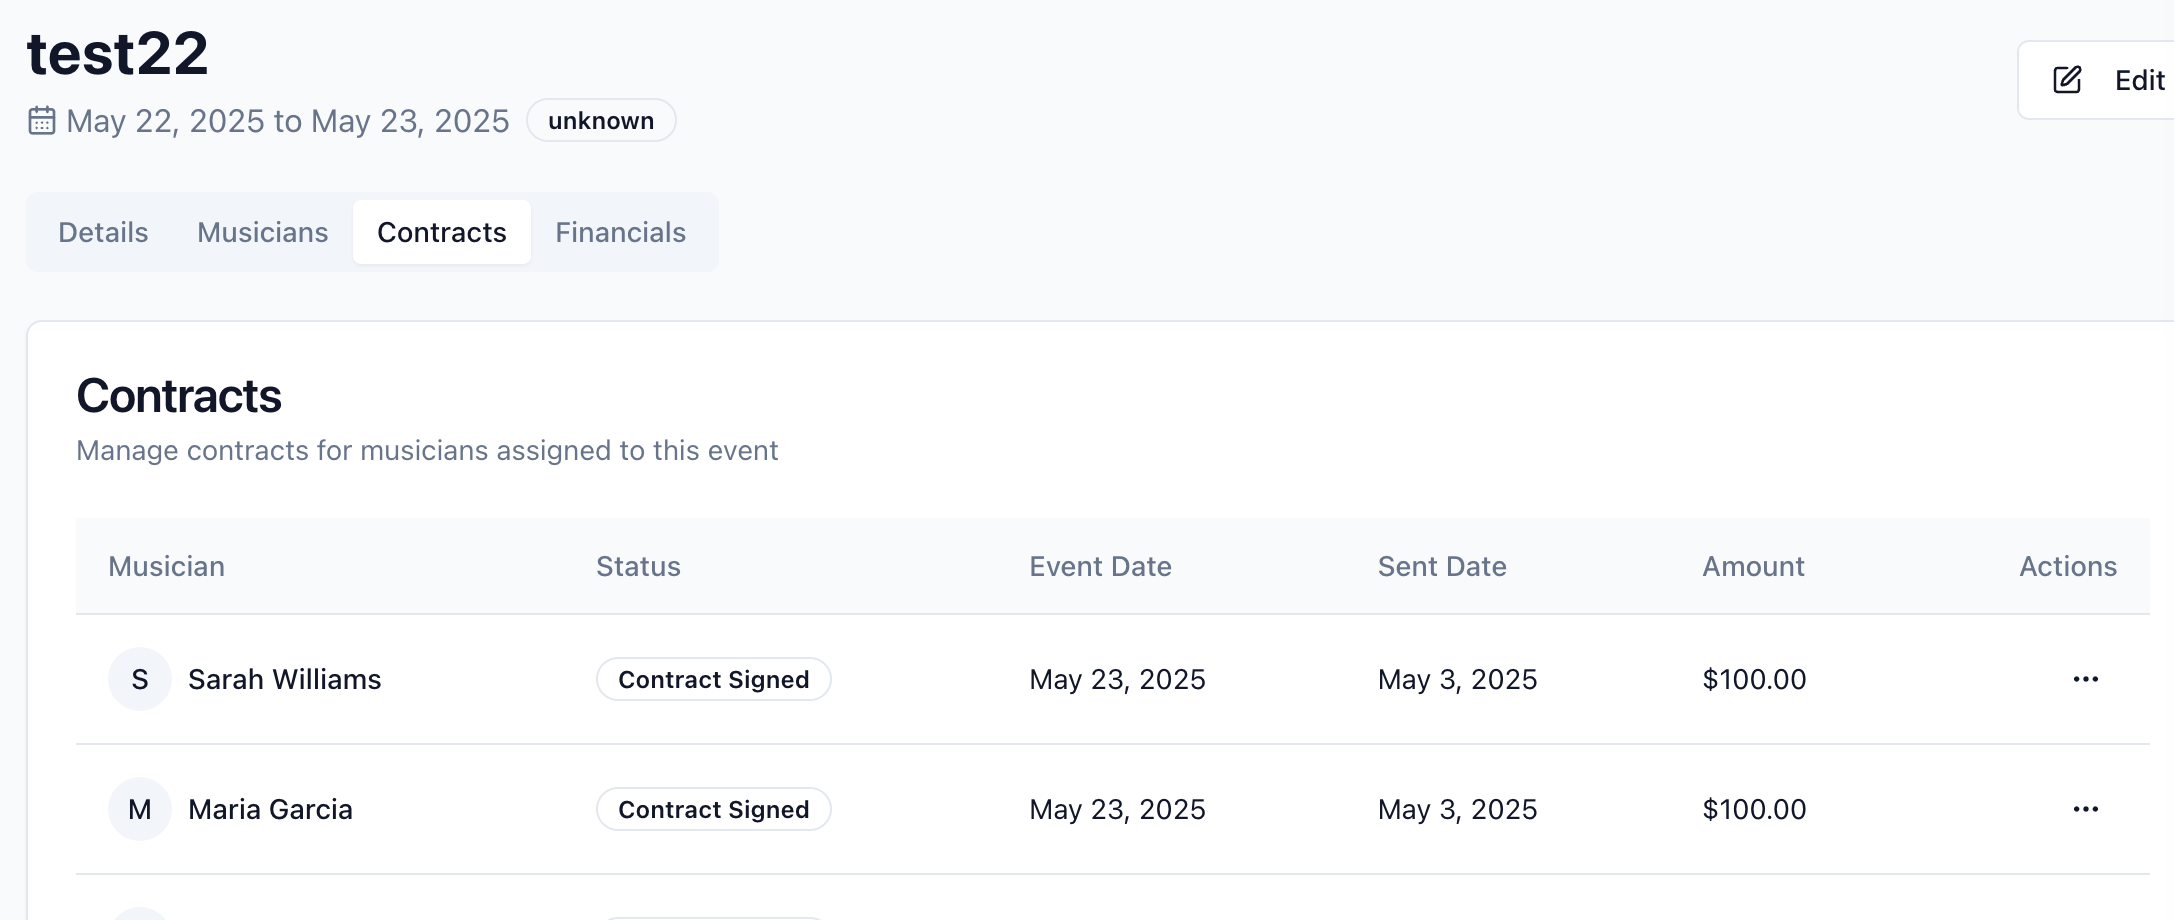 test22
Edit
May 22, 2025 to May 23, 2025 unknown
Details Musicians Contracts Financials
Contracts
Manage contracts for musicians assigned to this event
Musician Status Event Date Sent Date Amount Actions
S Sarah Williams Contract Signed May 23, 2025 May 3, 2025 $100.00 ...
M Maria Garcia Contract Signed May 23, 2025 May 3, 2025 $100.00 ...